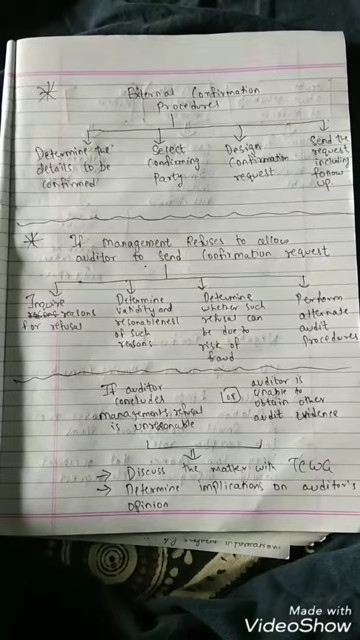 External Confirmation
Procedures
Determine the
details to be
confirmed
Select
Confirming
Party
Design
Confirmation
request
Send the
request
including
follow
up.
If Management Refuses to allow
auditor to send Confirmation request
Inquire
reasons
for refusal
Determine
validity and
resonableness
of such
reasons
Determine
whether such
refusal can
be due to
risk of
fraud
Perform
alternate
audit
Procedures
If auditor
concludes
managements refusal
is unresonable
(or)
auditor is
unable to
obtain other
audit evidence
→ Discuss the matter with TCWG
→ Determine implications on auditor's
opinion
Made with
VideoShow